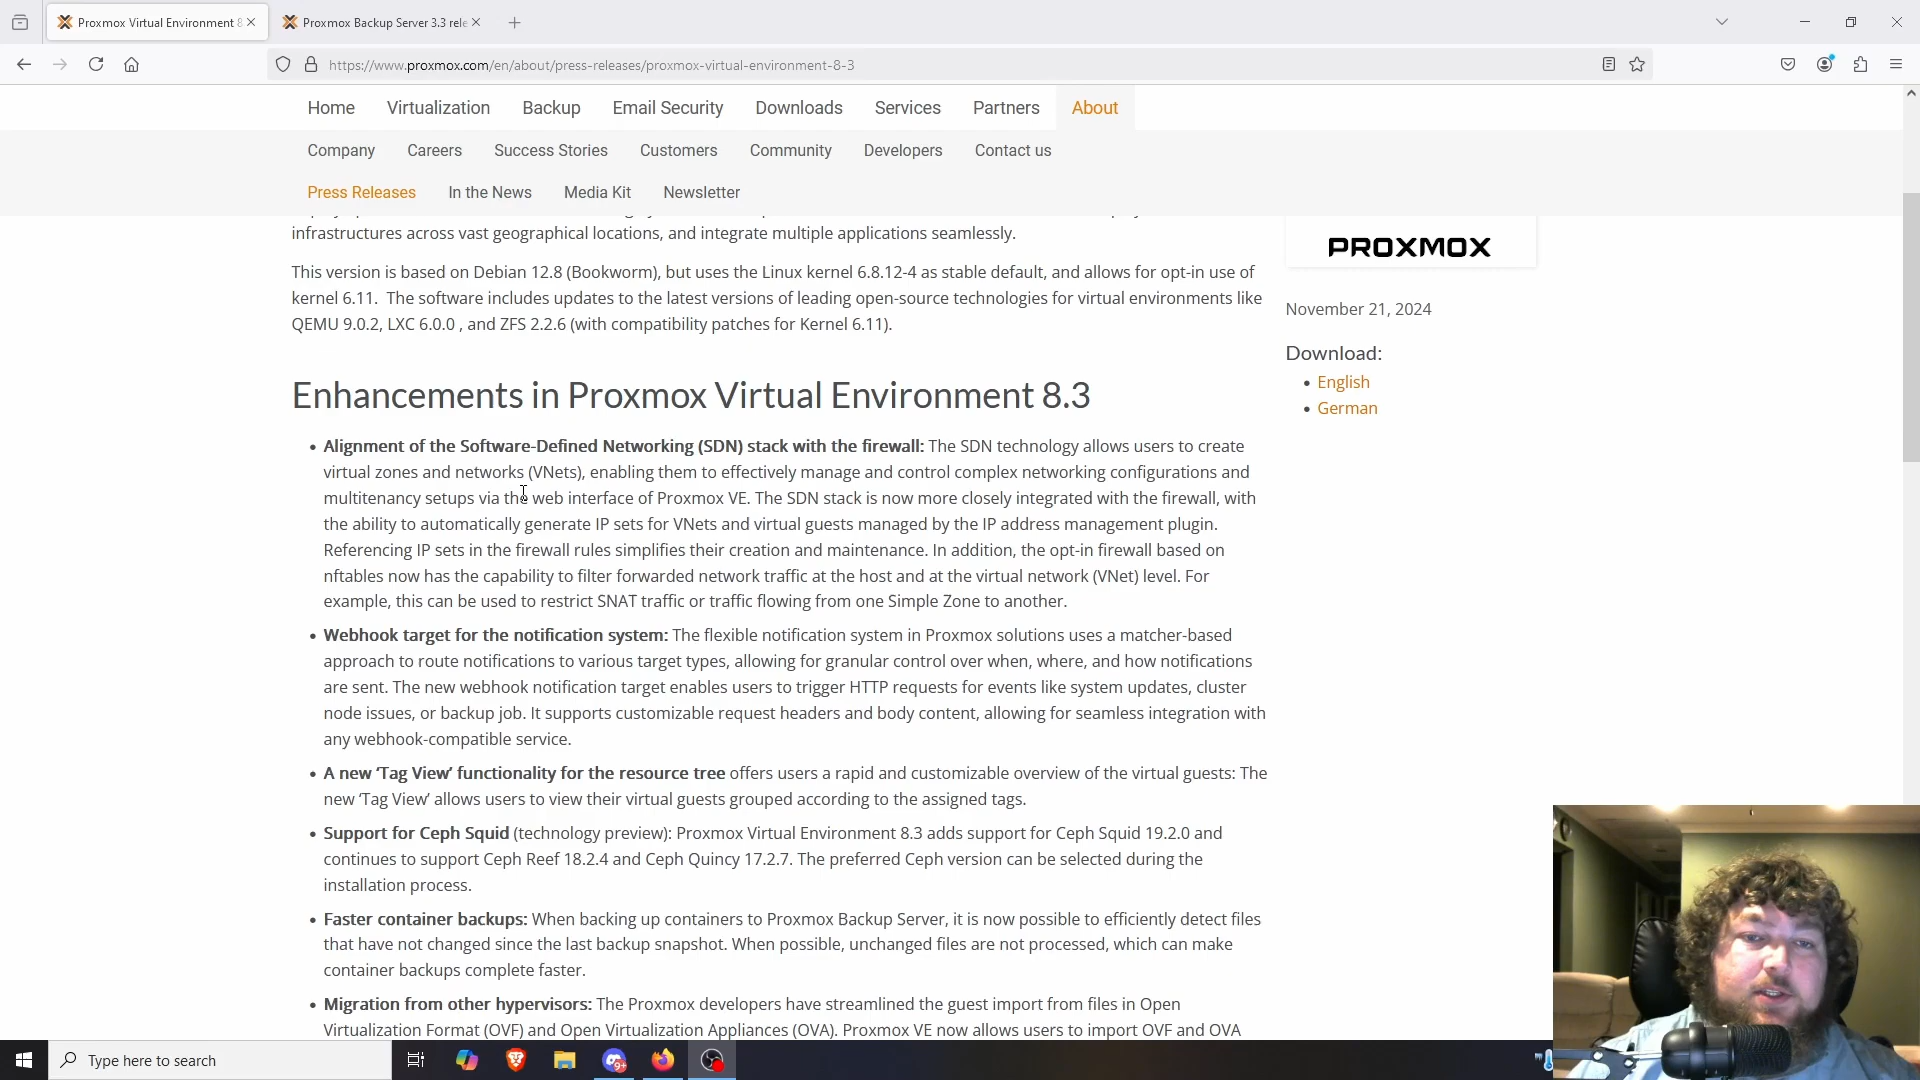 Proxmox Virtual Environment 8
Proxmox Backup Server 3.3 rele
https://www.proxmox.com/en/about/press-releases/proxmox-virtual-environment-8-3
Home Virtualization Backup Email Security Downloads Services Partners About
Company Careers Success Stories Customers Community Developers Contact us
Press Releases In the News Media Kit Newsletter
infrastructures across vast geographical locations, and integrate multiple applications seamlessly.
This version is based on Debian 12.8 (Bookworm), but uses the Linux kernel 6.8.12-4 as stable default, and allows for opt-in use of
kernel 6.11. The software includes updates to the latest versions of leading open-source technologies for virtual environments like
QEMU 9.0.2, LXC 6.0.0 , and ZFS 2.2.6 (with compatibility patches for Kernel 6.11).
PROXMOX
November 21, 2024
Download:
English
German
Enhancements in Proxmox Virtual Environment 8.3
Alignment of the Software-Defined Networking (SDN) stack with the firewall: The SDN technology allows users to create
virtual zones and networks (VNets), enabling them to effectively manage and control complex networking configurations and
multitenancy setups via the web interface of Proxmox VE. The SDN stack is now more closely integrated with the firewall, with
the ability to automatically generate IP sets for VNets and virtual guests managed by the IP address management plugin.
Referencing IP sets in the firewall rules simplifies their creation and maintenance. In addition, the opt-in firewall based on
nftables now has the capability to filter forwarded network traffic at the host and at the virtual network (VNet) level. For
example, this can be used to restrict SNAT traffic or traffic flowing from one Simple Zone to another.
Webhook target for the notification system: The flexible notification system in Proxmox solutions uses a matcher-based
approach to route notifications to various target types, allowing for granular control over when, where, and how notifications
are sent. The new webhook notification target enables users to trigger HTTP requests for events like system updates, cluster
node issues, or backup job. It supports customizable request headers and body content, allowing for seamless integration with
any webhook-compatible service.
A new ‘Tag View’ functionality for the resource tree offers users a rapid and customizable overview of the virtual guests: The
new ‘Tag View’ allows users to view their virtual guests grouped according to the assigned tags.
Support for Ceph Squid (technology preview): Proxmox Virtual Environment 8.3 adds support for Ceph Squid 19.2.0 and
continues to support Ceph Reef 18.2.4 and Ceph Quincy 17.2.7. The preferred Ceph version can be selected during the
installation process.
Faster container backups: When backing up containers to Proxmox Backup Server, it is now possible to efficiently detect files
that have not changed since the last backup snapshot. When possible, unchanged files are not processed, which can make
container backups complete faster.
Migration from other hypervisors: The Proxmox developers have streamlined the guest import from files in Open
Virtualization Format (OVF) and Open Virtualization Appliances (OVA). Proxmox VE now allows users to import OVF and OVA
Type here to search
9+